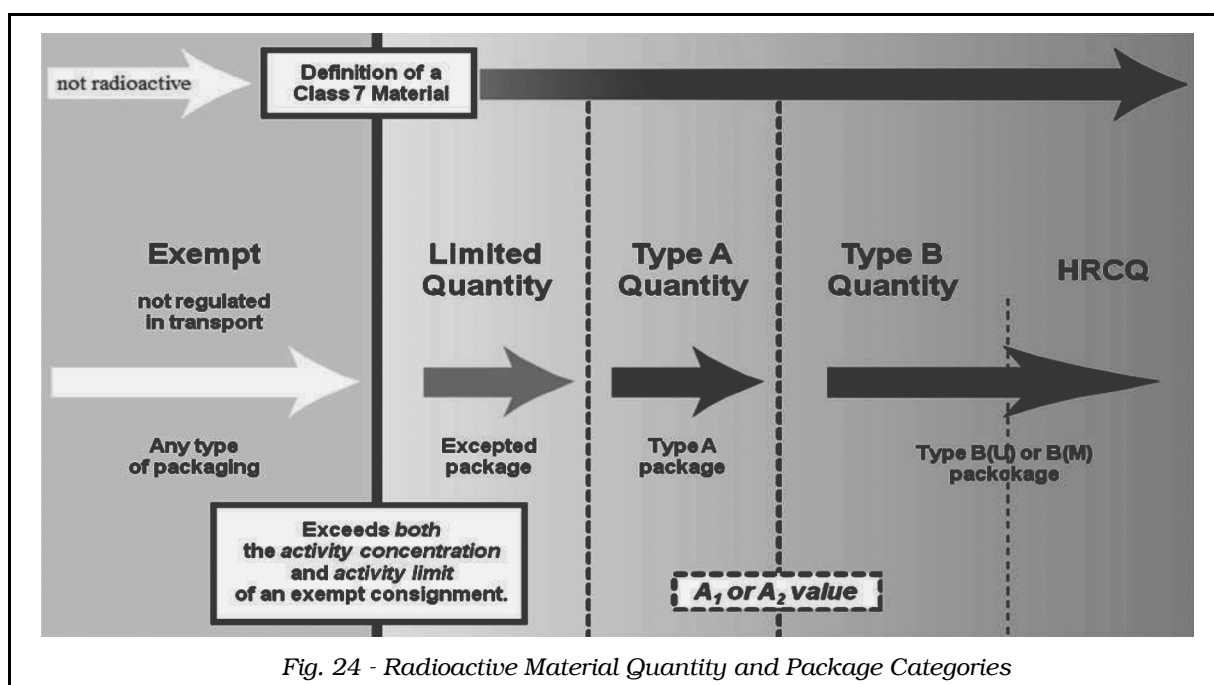 not radioactive
Definition of a
Class 7 Material
Exempt
not regulated
in transport
Any type
of packaging
Limited
Quantity
Excepted
package
Type A
Quantity
Type A
package
Type B
Quantity
HRCQ
Type B(U) or B(M)
packokage
Exceeds both
the activity concentration
and activity limit
of an exempt consignment.
A₁ or A₂ value
Fig. 24 - Radioactive Material Quantity and Package Categories